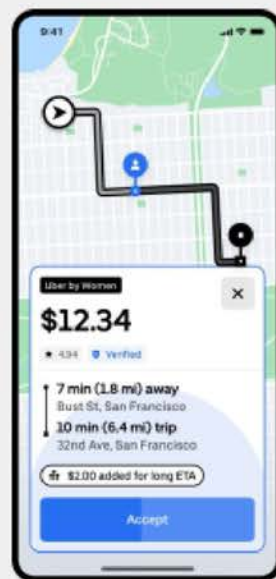 9:41
Uber by Women
$12.34
4.94 Verified
7 min (1.8 mi) away
Bust St, San Francisco
10 min (6.4 mi) trip
32nd Ave, San Francisco
$2.00 added for long ETA
Accept